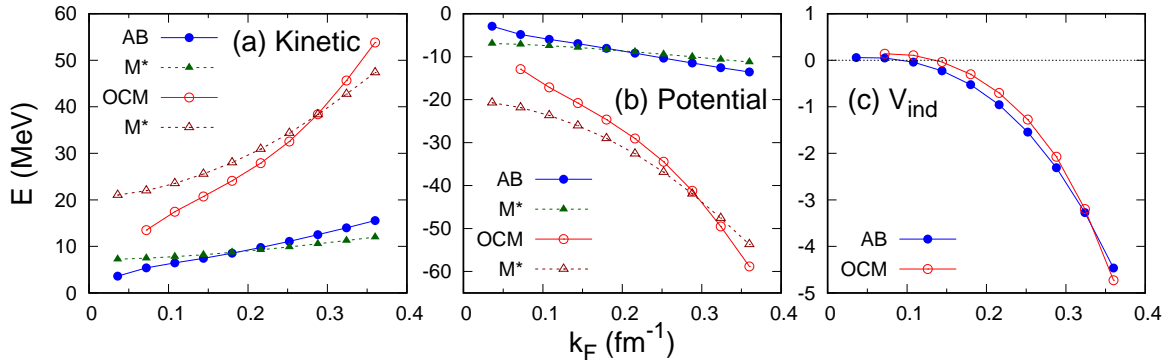 E (MeV)
60
50
40
30
20
10
0
0 0.1 0.2 0.3 0.4
(a) Kinetic
AB
M*
OCM
M*
0
-10
-20
-30
-40
-50
-60
0 0.1 0.2 0.3 0.4
(b) Potential
AB
M*
OCM
M*
k_F (fm^-1)
1
0
-1
-2
-3
-4
-5
0 0.1 0.2 0.3 0.4
(c) V_ind
AB
OCM